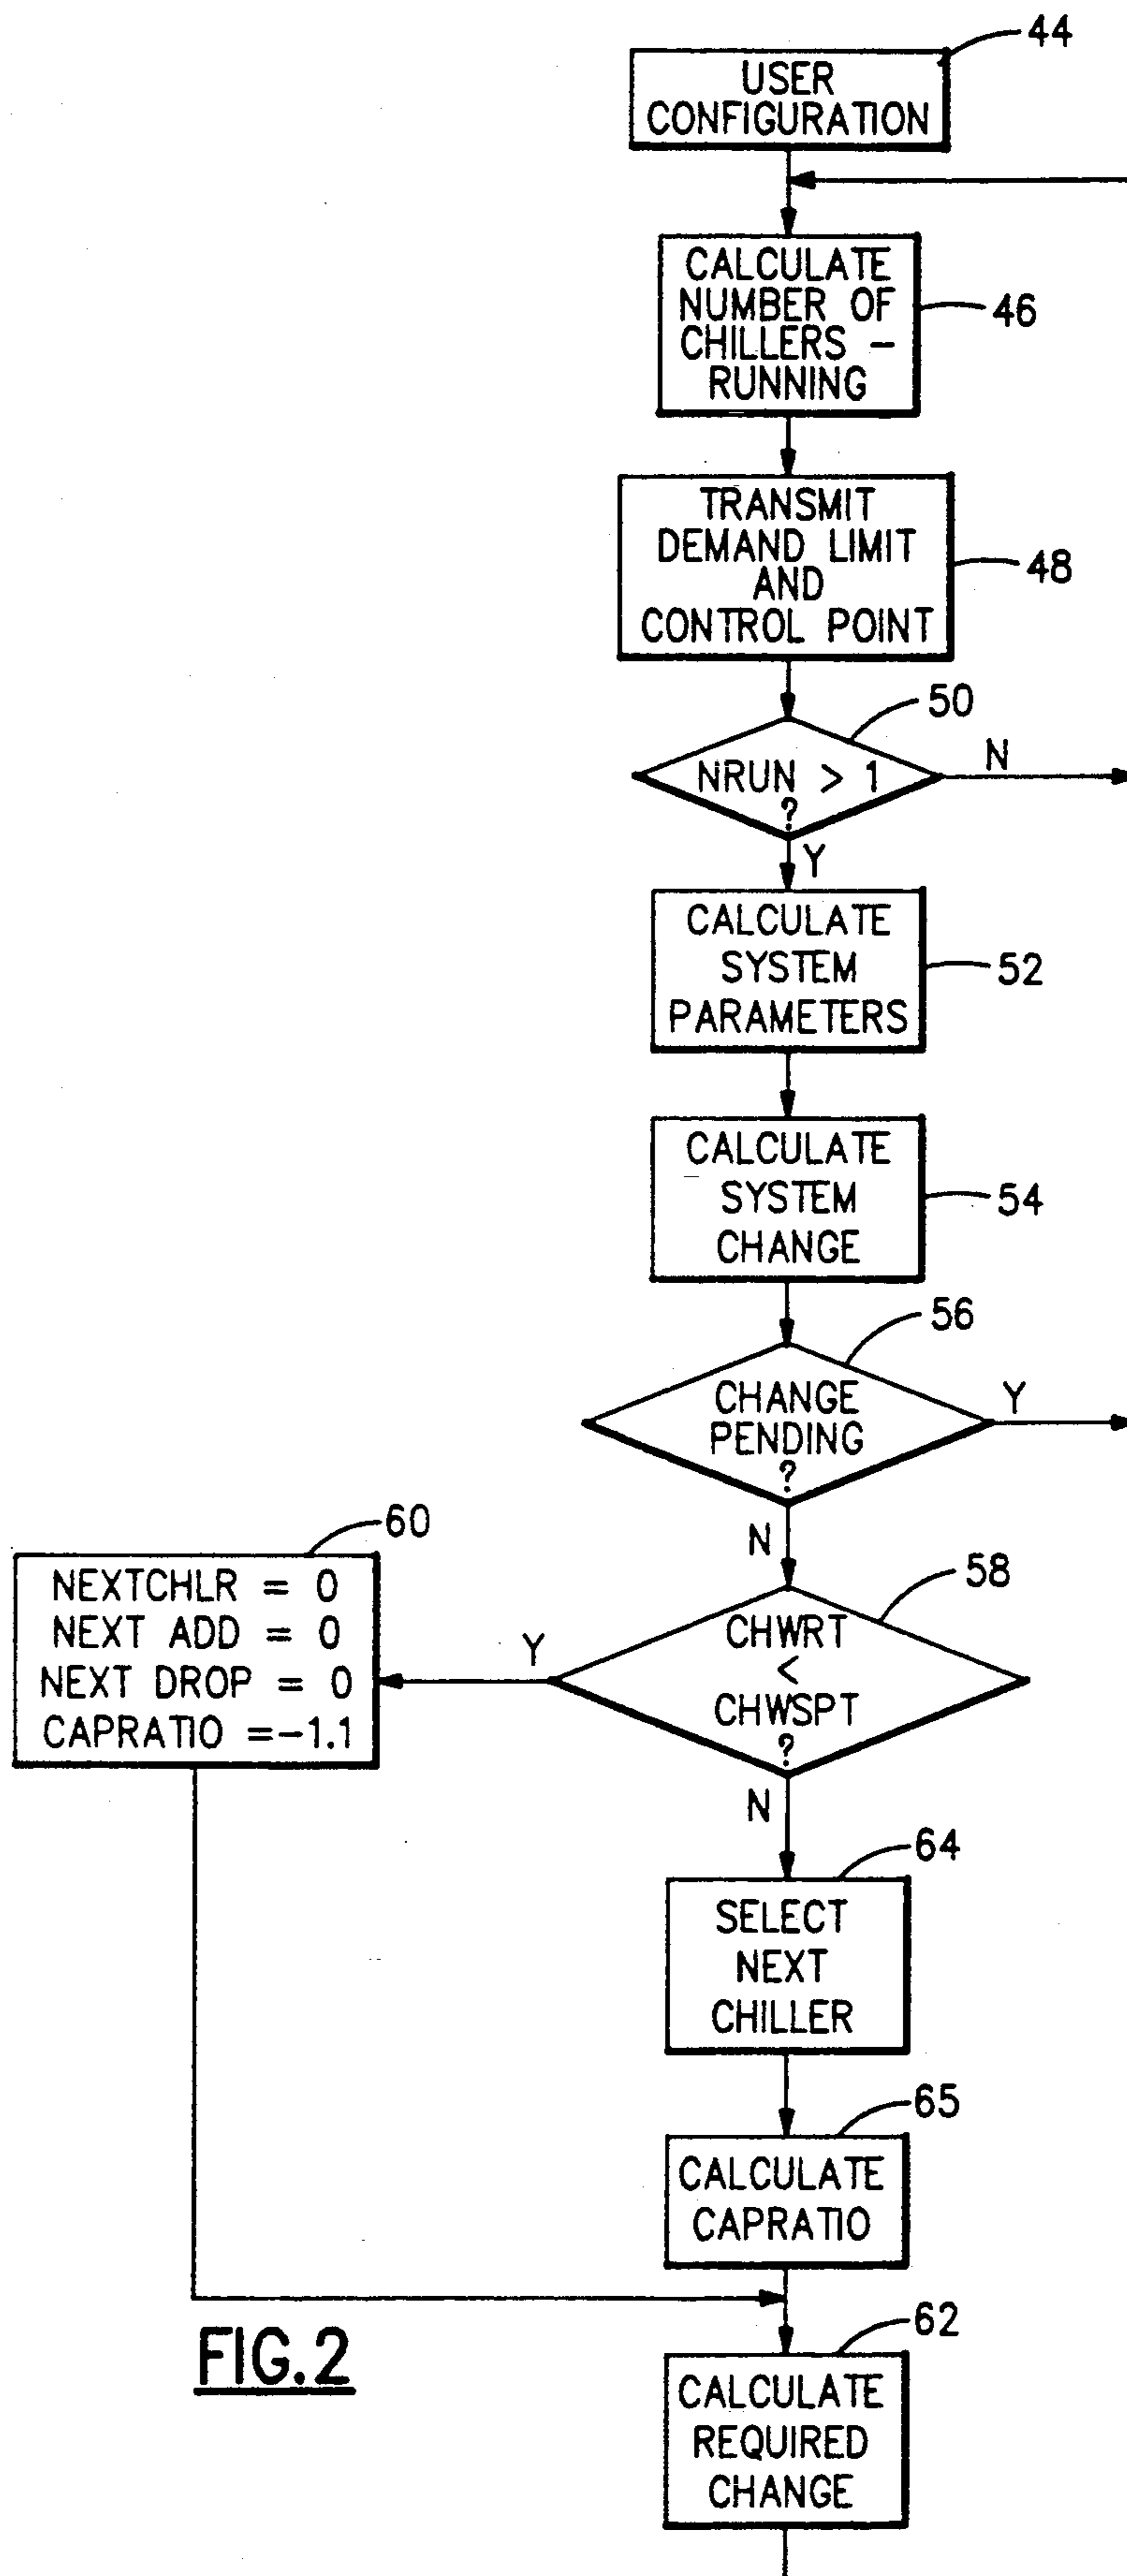 44
USER
CONFIGURATION
CALCULATE
NUMBER OF
CHILLERS -
RUNNING
46
TRANSMIT
DEMAND LIMIT
AND
CONTROL POINT
48
50
NRUN > 1
?
N
Y
CALCULATE
SYSTEM
PARAMETERS
52
CALCULATE
SYSTEM
CHANGE
54
56
CHANGE
PENDING
?
Y
N
60
NEXTCHLR = 0
NEXT ADD = 0
NEXT DROP = 0
CAPRATIO =-1.1
58
CHWRT
<
CHWSPT
?
Y
N
64
SELECT
NEXT
CHILLER
65
CALCULATE
CAPRATIO
62
CALCULATE
REQUIRED
CHANGE
FIG.2